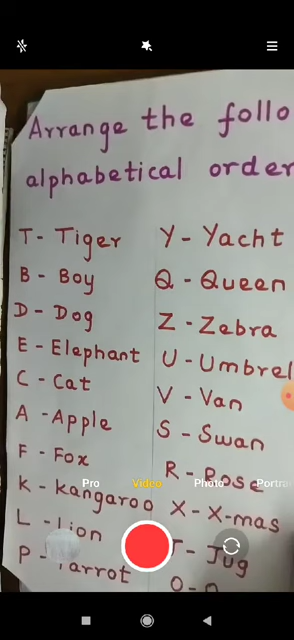 Arrange the follo
alphabetical order
T - Tiger
B - Boy
D - Dog
E - Elephant
C - Cat
A - Apple
F - Fox
K - Kangaroo
L - Lion
P - Parrot
Y - Yacht
Q - Queen
Z - Zebra
U - Umbrel
V - Van
S - Swan
R - Rose
X - X-mas
J - Jug
O - O
Pro Video Photo Portrai